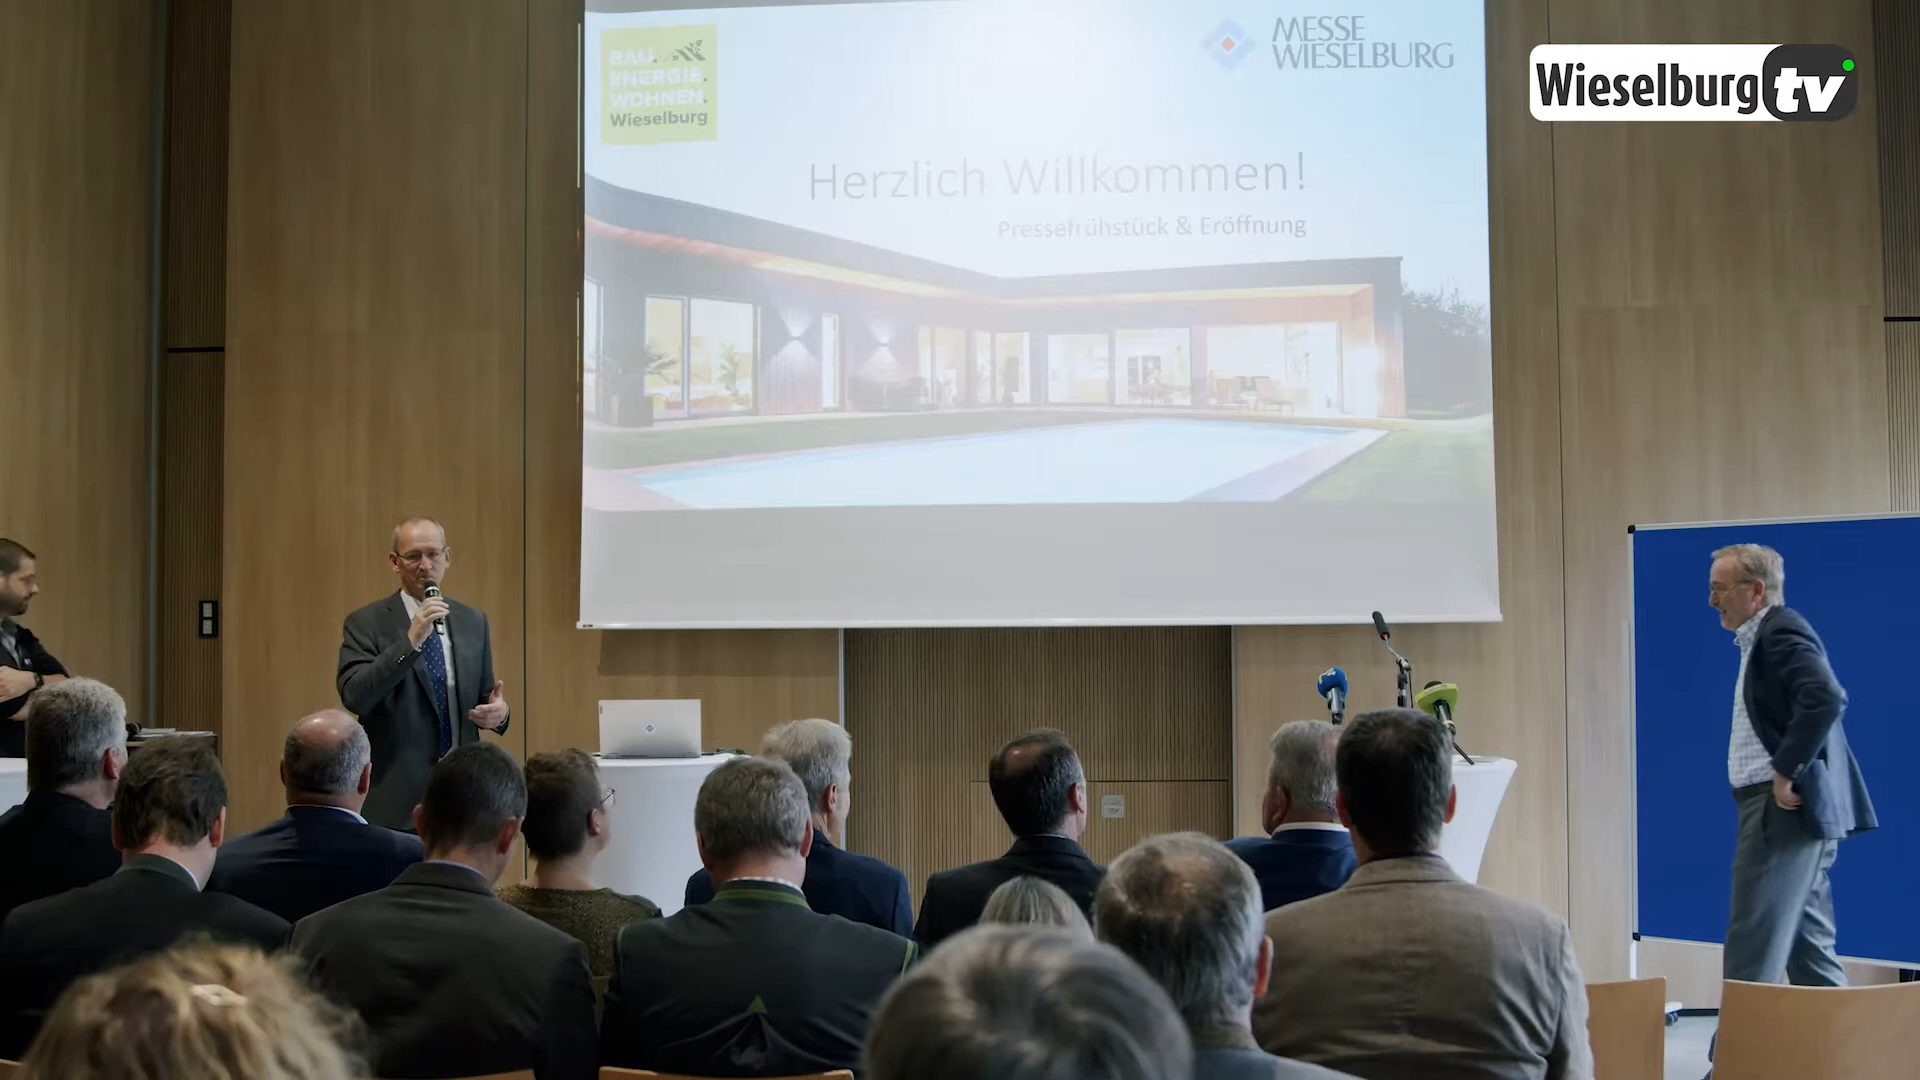 BAU.
ENERGIE.
WOHNEN.
Wieselburg
MESSE
WIESELBURG
Wieselburg tv
Herzlich Willkommen!
Pressefrühstück & Eröffnung